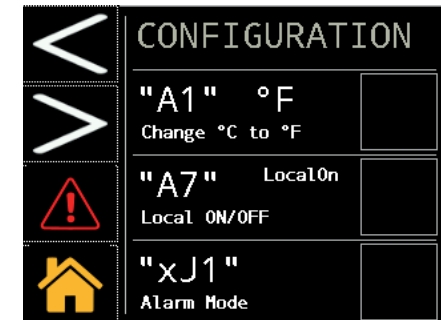 CONFIGURATION
"A1" °F
Change °C to °F
"A7" LocalOn
Local ON/OFF
"xJ1"
Alarm Mode